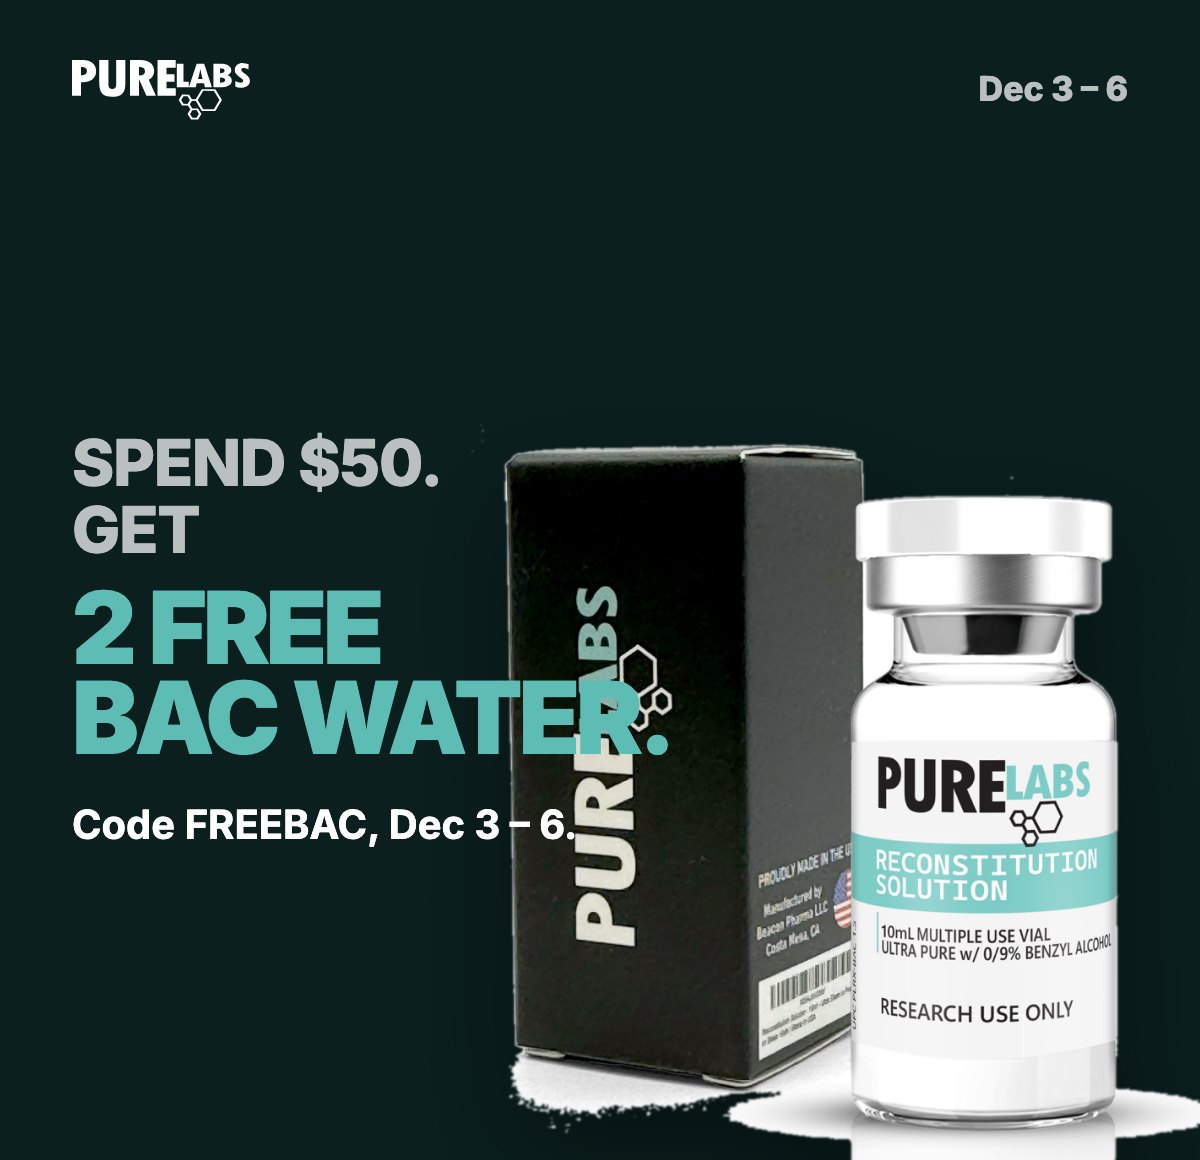 PURELABS
Dec 3 – 6
SPEND $50.
GET
2 FREE
BAC WATER.
Code FREEBAC, Dec 3 – 6.
PURELABS
PROUDLY MADE IN THE
Manufactured by
Beacon Pharma LLC
Costa Mesa, CA
PURELABS
RECONSTITUTION
SOLUTION
10mL MULTIPLE USE VIAL
ULTRA PURE w/ 0/9% BENZYL ALCOHOL
RESEARCH USE ONLY